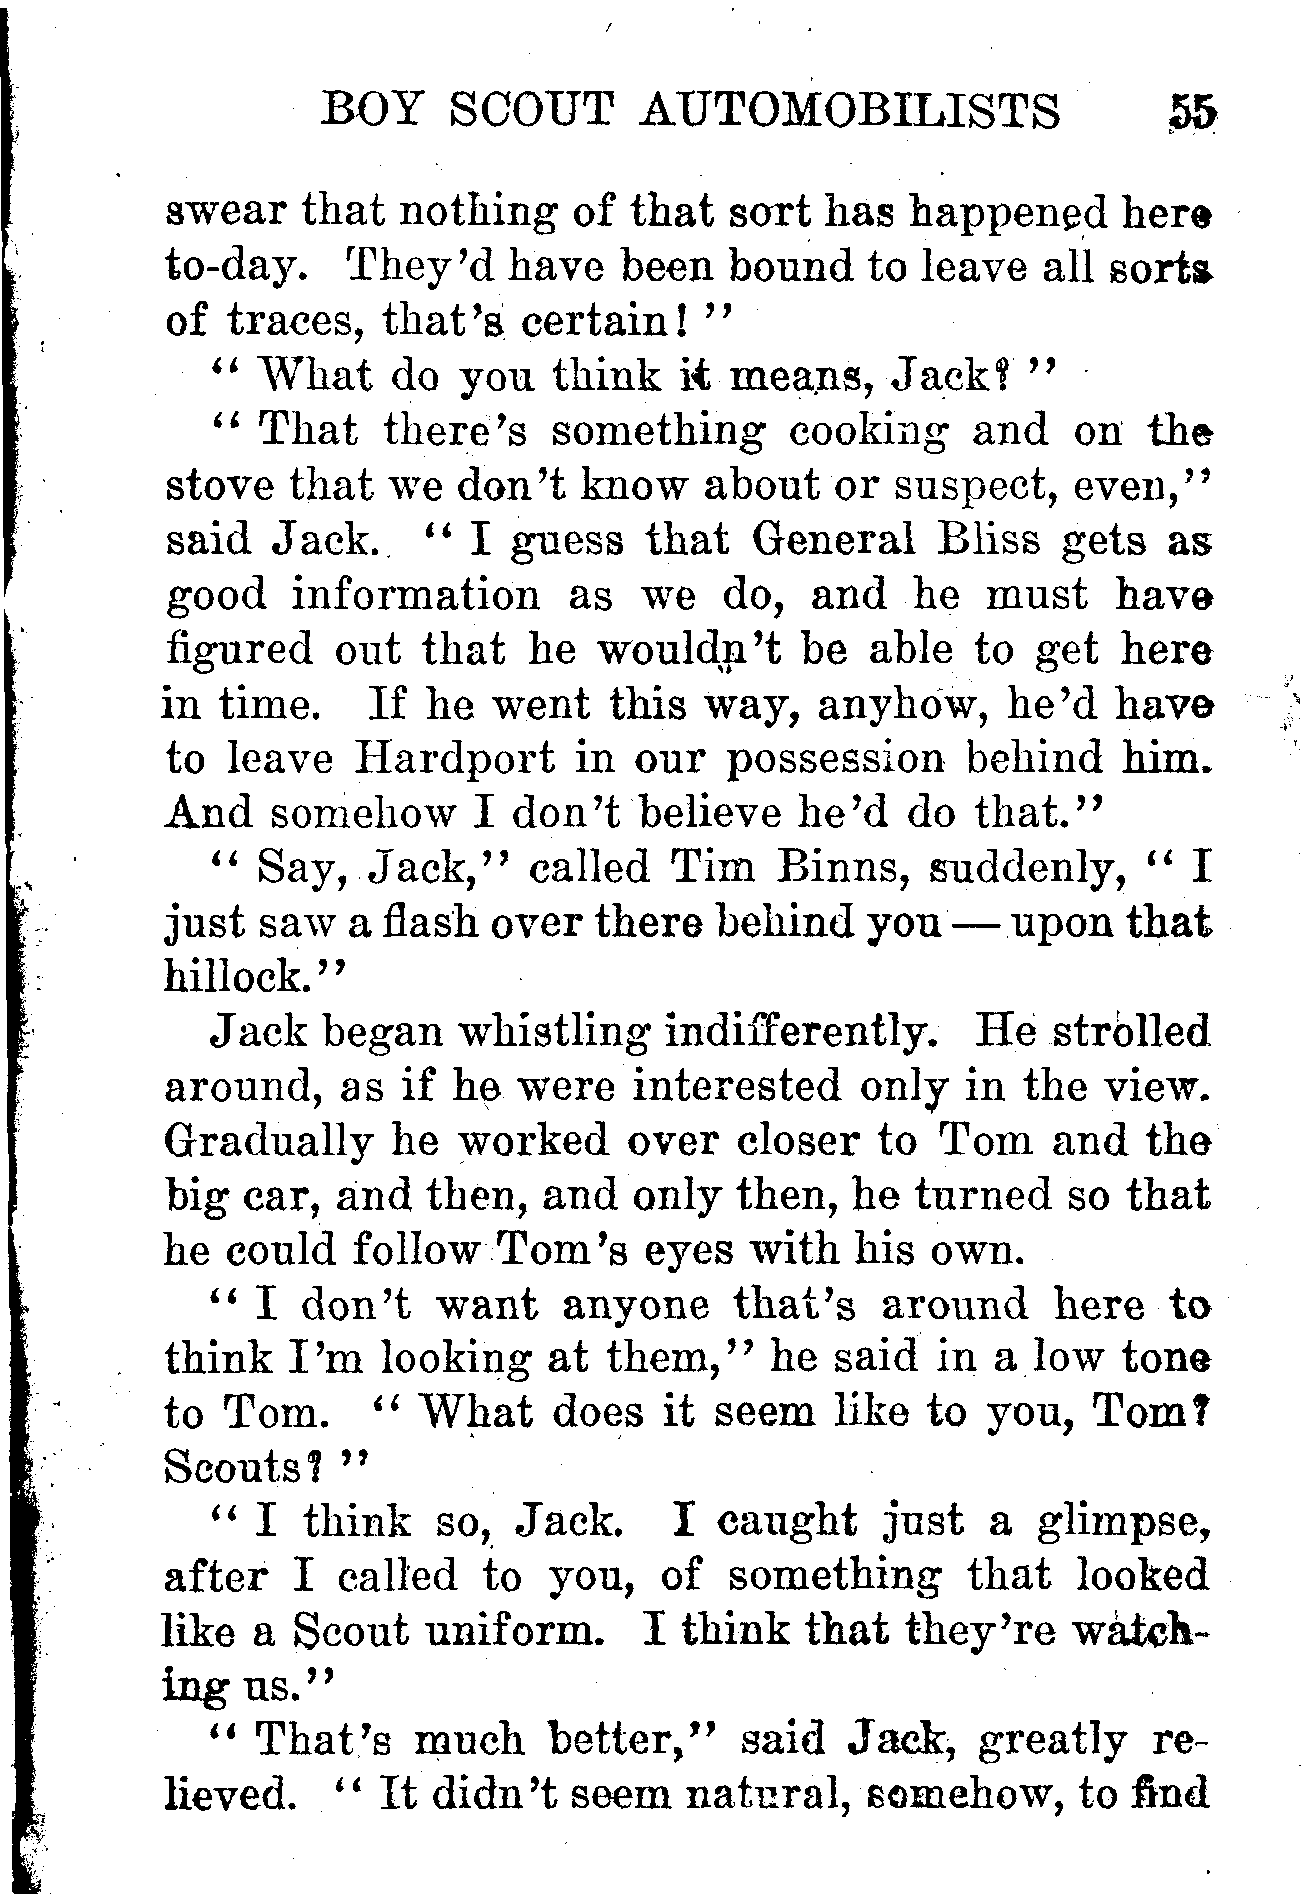 BOY SCOUT AUTOMOBILISTS 55
swear that nothing of that sort has happened here
to-day. They'd have been bound to leave all sorts
of traces, that's certain! "
" What do you think it means, Jack? "
" That there's something cooking and on the
stove that we don't know about or suspect, even,"
said Jack. " I guess that General Bliss gets as
good information as we do, and he must have
figured out that he wouldn't be able to get here
in time. If he went this way, anyhow, he'd have
to leave Hardport in our possession behind him.
And somehow I don't believe he'd do that."
" Say, Jack," called Tim Binns, suddenly, " I
just saw a flash over there behind you — upon that
hillock."
Jack began whistling indifferently. He strolled
around, as if he were interested only in the view.
Gradually he worked over closer to Tom and the
big car, and then, and only then, he turned so that
he could follow Tom's eyes with his own.
" I don't want anyone that's around here to
think I'm looking at them," he said in a low tone
to Tom. " What does it seem like to you, Tom?
Scouts? "
" I think so, Jack. I caught just a glimpse,
after I called to you, of something that looked
like a Scout uniform. I think that they're watch-
ing us."
" That's much better," said Jack, greatly re-
lieved. " It didn't seem natural, somehow, to find